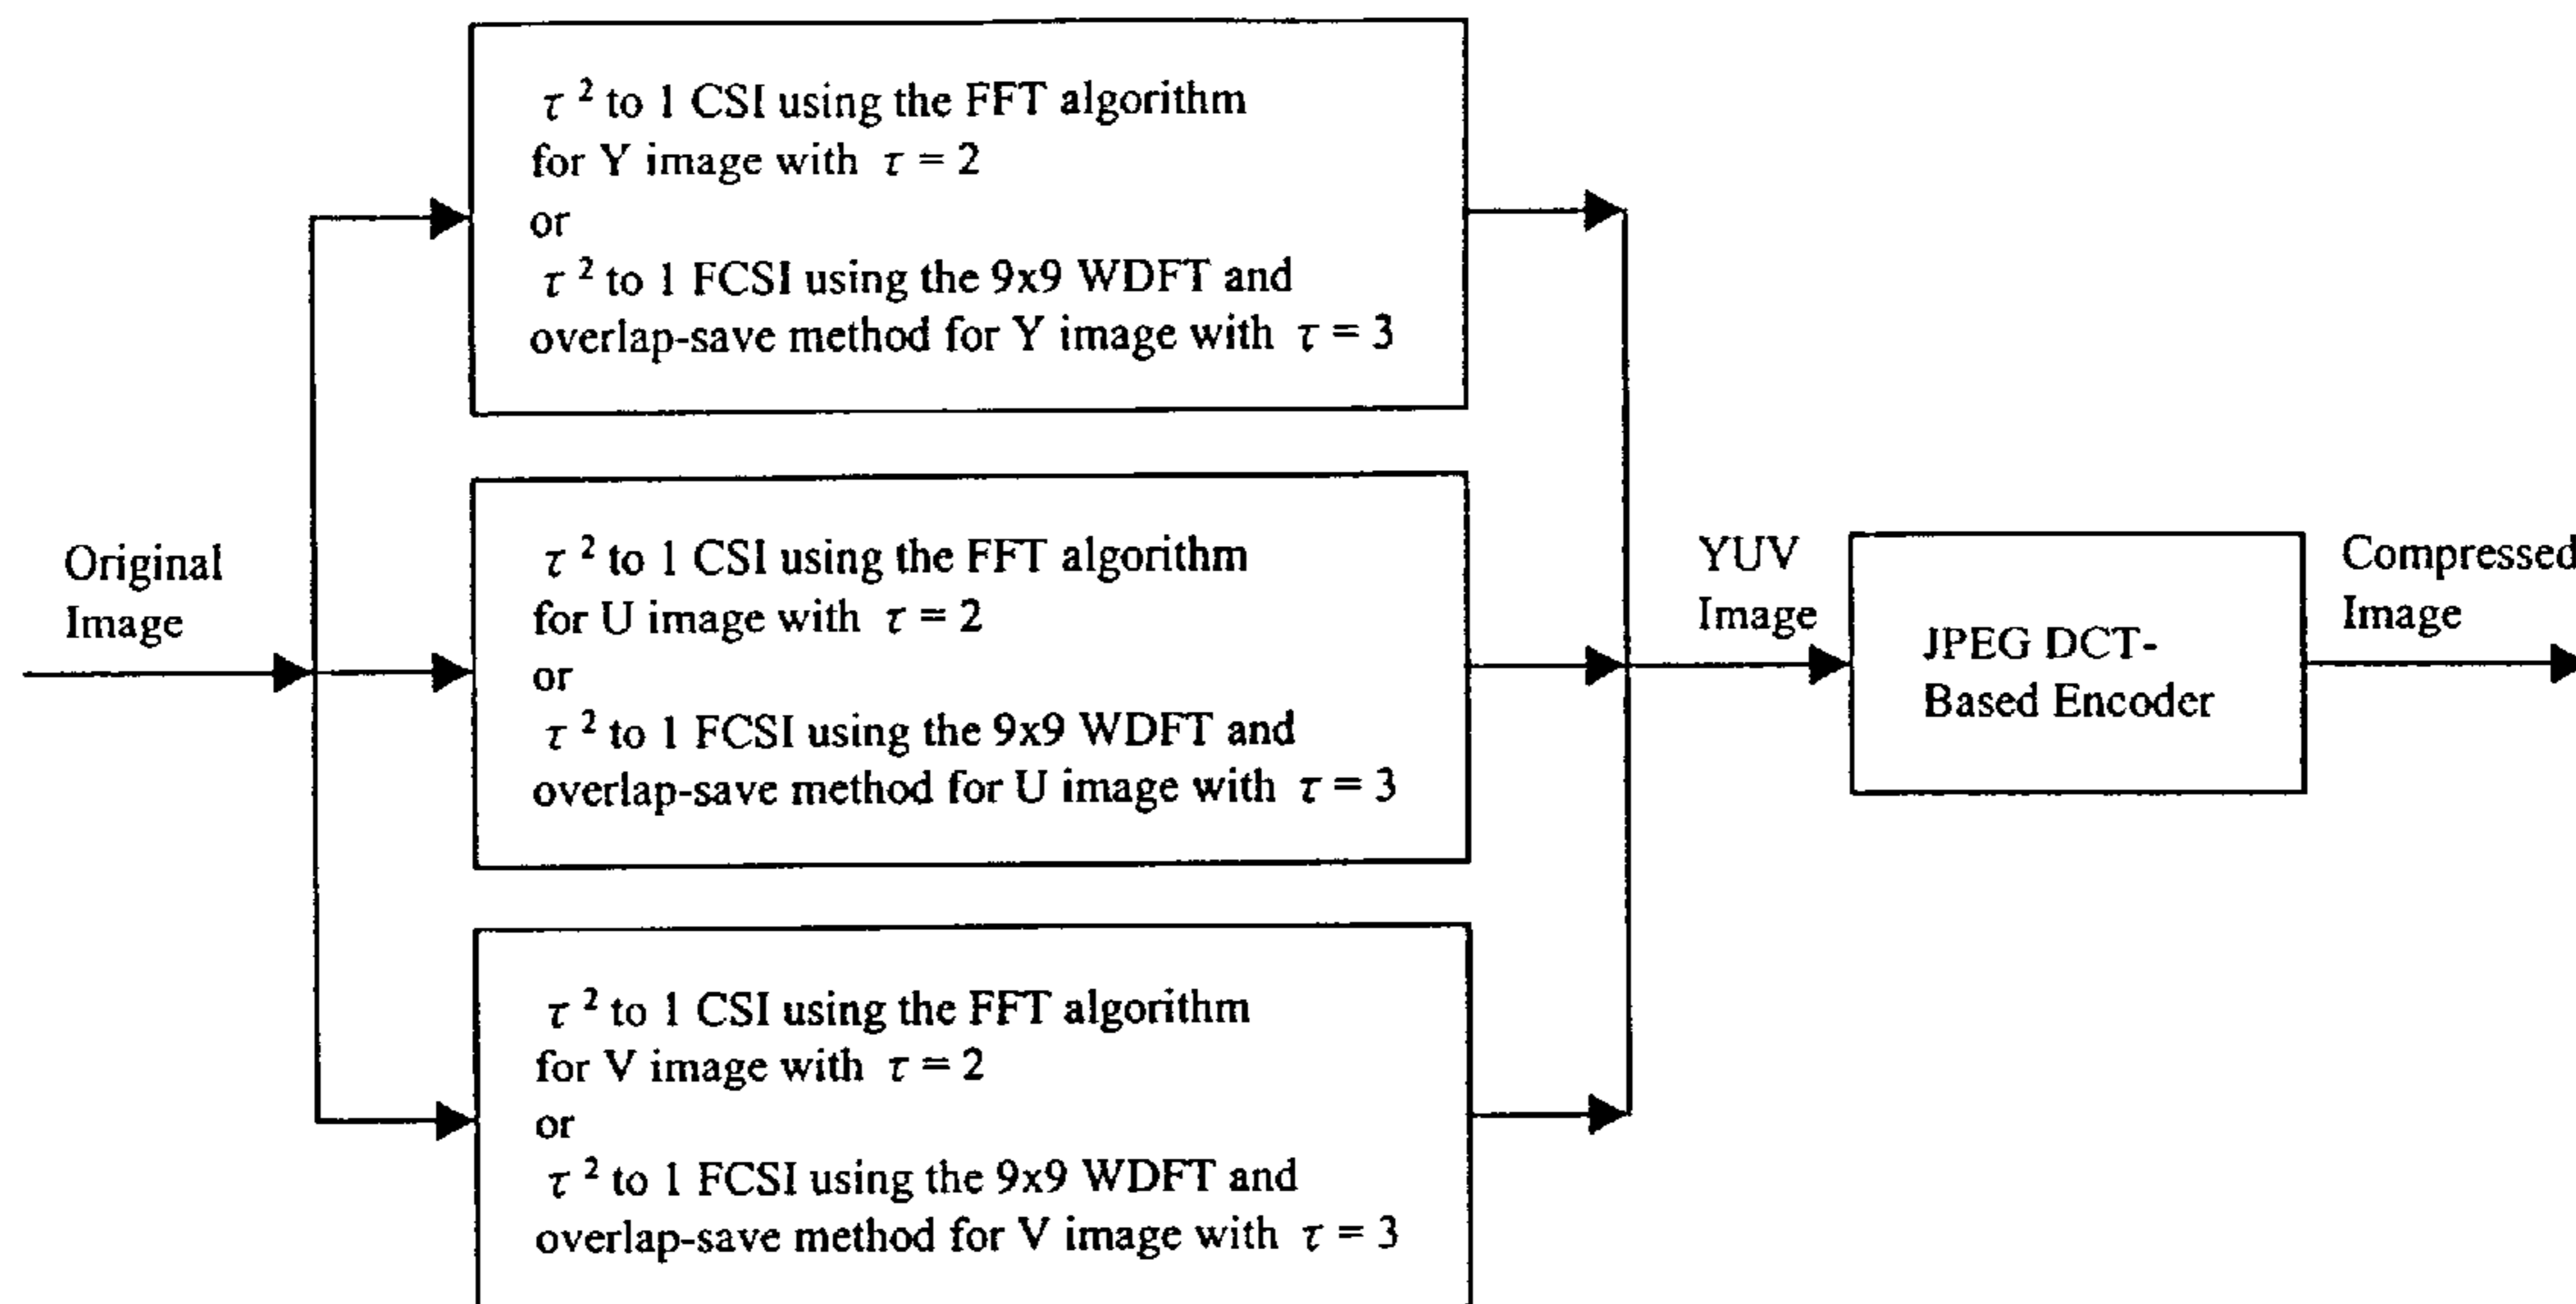 τ ² to 1 CSI using the FFT algorithm
for Y image with τ = 2
or
τ ² to 1 FCSI using the 9x9 WDFT and
overlap-save method for Y image with τ = 3
Original
Image
τ ² to 1 CSI using the FFT algorithm
for U image with τ = 2
or
τ ² to 1 FCSI using the 9x9 WDFT and
overlap-save method for U image with τ = 3
YUV
Image
JPEG DCT-
Based Encoder
Compressed
Image
τ ² to 1 CSI using the FFT algorithm
for V image with τ = 2
or
τ ² to 1 FCSI using the 9x9 WDFT and
overlap-save method for V image with τ = 3